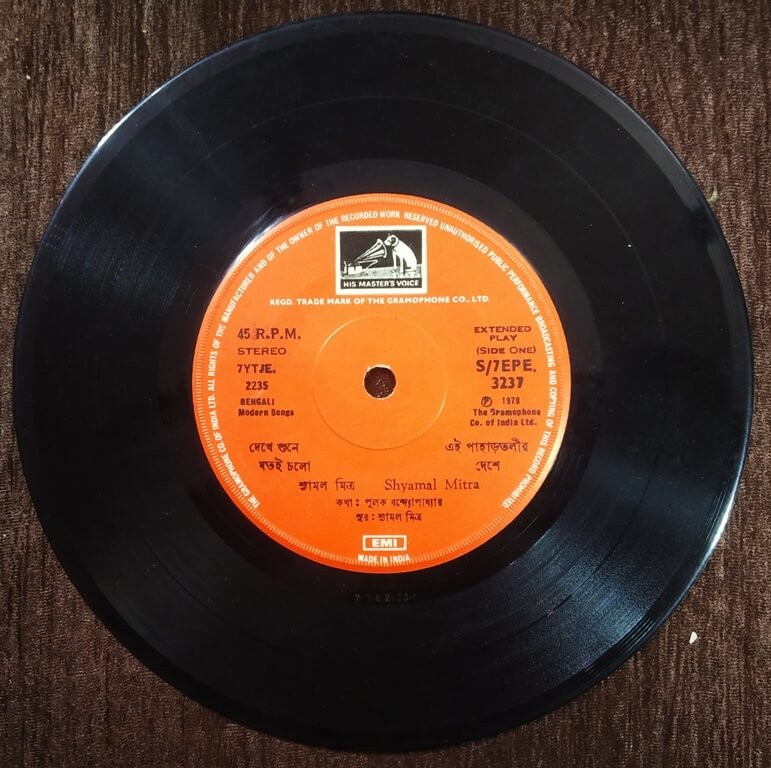 THE GRAMOPHONE CO. OF INDIA LTD. ALL RIGHTS OF THE MANUFACTURER AND OF THE OWNER OF THE RECORDED WORK RESERVED UNAUTHORISED PUBLIC PERFORMANCE BROADCASTING AND COPYING OF THIS RECORD PROHIBITED
HIS MASTER'S VOICE
REGD. TRADE MARK OF THE GRAMOPHONE CO., LTD.
45 R.P.M.
STEREO
7YTJE.
2235
BENGALI
Modern Songs
EXTENDED
PLAY
(SIDE ONE)
S/7EPE.
3237
Ⓟ 1978
The Gramophone
Co. of India Ltd.
দেখে শুনে
যতই চলো
এই পাহাড়তলীর
দেশে
শ্যামল মিত্র Shyamal Mitra
কথা : পুলক বন্দ্যোপাধ্যায়
সুর : শ্যামল মিত্র
EMI
MADE IN INDIA